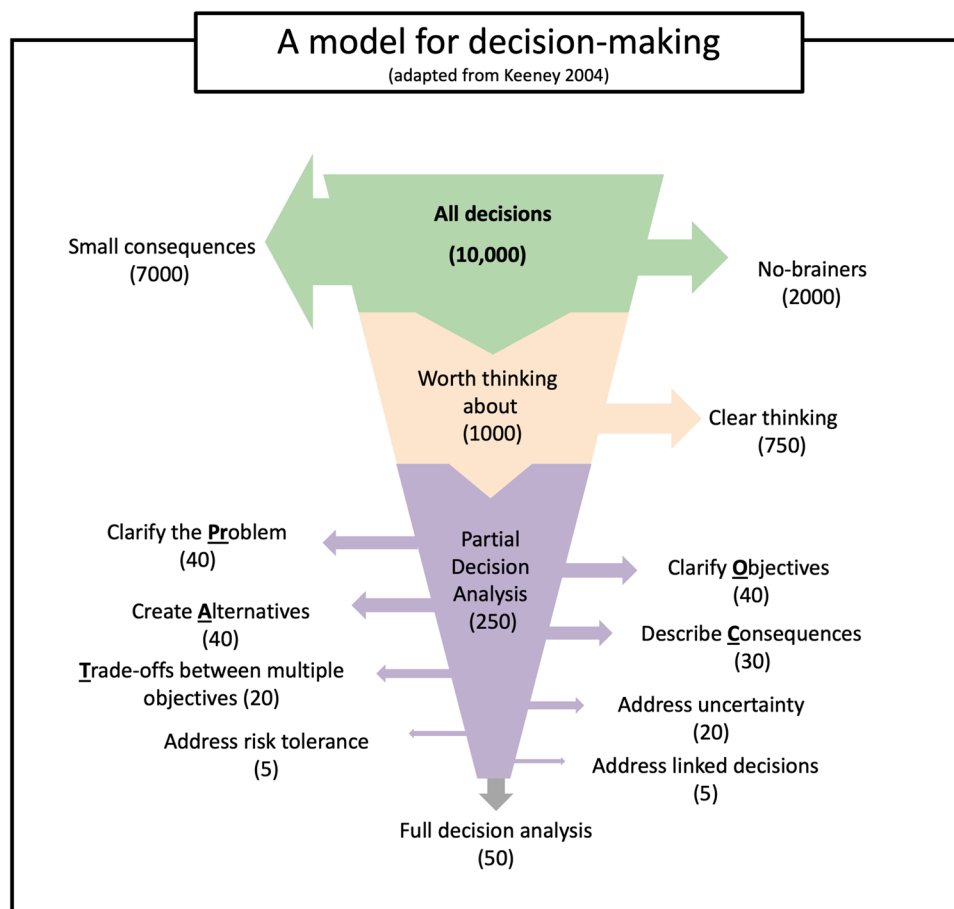 A model for decision-making
(adapted from Keeney 2004)
All decisions
(10,000)
Small consequences
(7000)
No-brainers
(2000)
Worth thinking
about
(1000)
Clear thinking
(750)
Partial
Decision
Analysis
(250)
Clarify the Problem
(40)
Clarify Objectives
(40)
Create Alternatives
(40)
Describe Consequences
(30)
Trade-offs between multiple
objectives (20)
Address uncertainty
(20)
Address risk tolerance
(5)
Address linked decisions
(5)
Full decision analysis
(50)